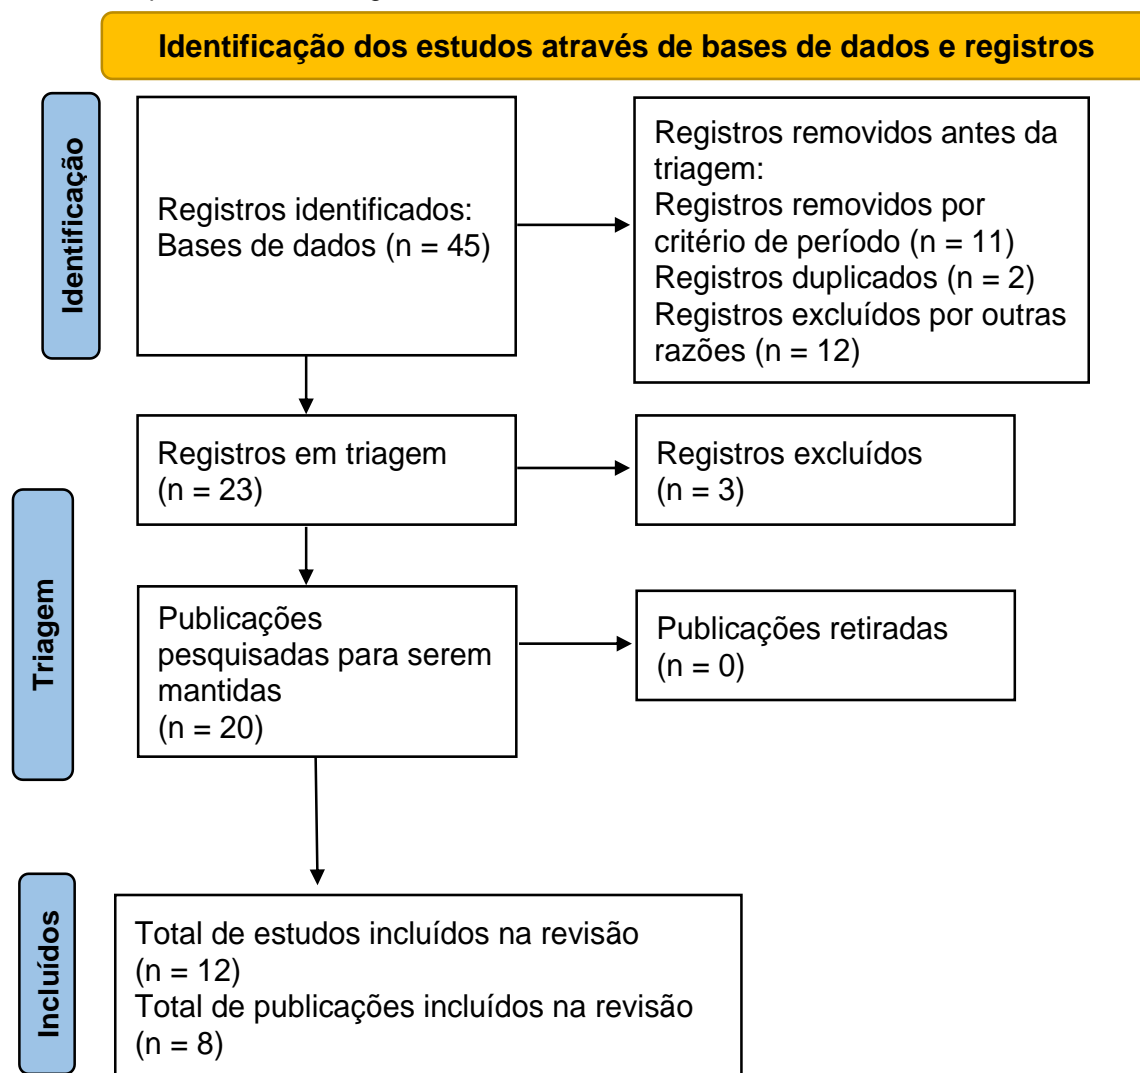 Identificação dos estudos através de bases de dados e registros
Identificação
Registros identificados:
Bases de dados (n = 45)
Registros removidos antes da
triagem:
Registros removidos por
critério de período (n = 11)
Registros duplicados (n = 2)
Registros excluídos por outras
razões (n = 12)
Triagem
Registros em triagem
(n = 23)
Registros excluídos
(n = 3)
Publicações
pesquisadas para serem
mantidas
(n = 20)
Publicações retiradas
(n = 0)
Incluídos
Total de estudos incluídos na revisão
(n = 12)
Total de publicações incluídos na revisão
(n = 8)